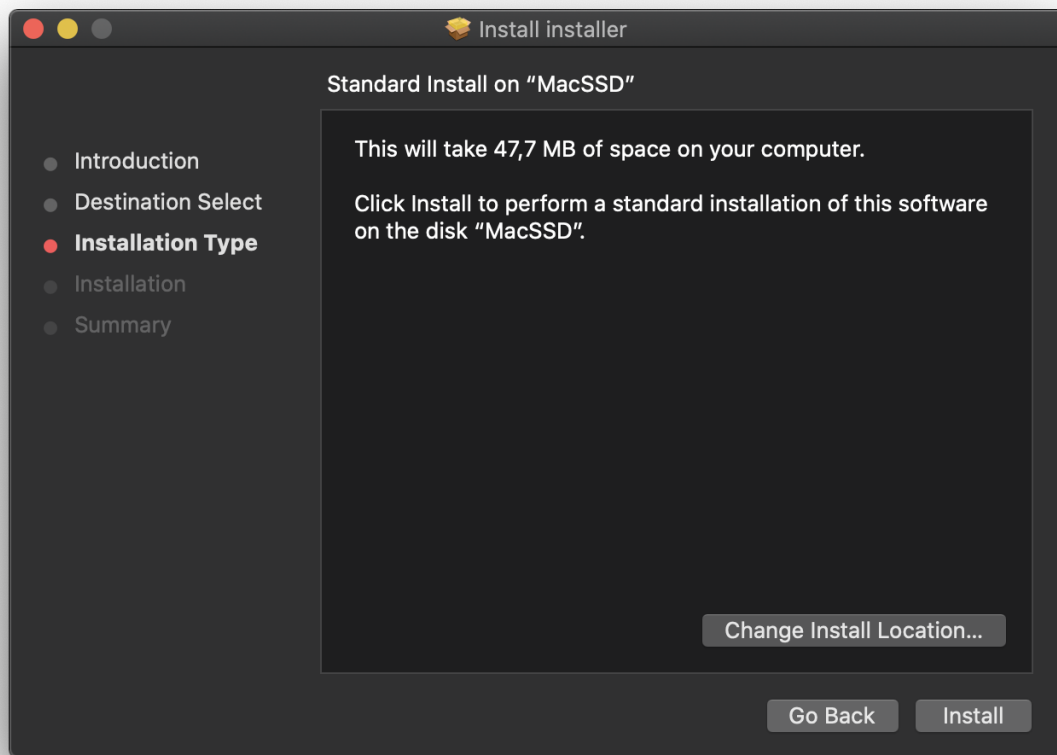 Install installer
Standard Install on “MacSSD”
Introduction
Destination Select
Installation Type
Installation
Summary
This will take 47,7 MB of space on your computer.
Click Install to perform a standard installation of this software
on the disk “MacSSD”.
Change Install Location...
Go Back
Install